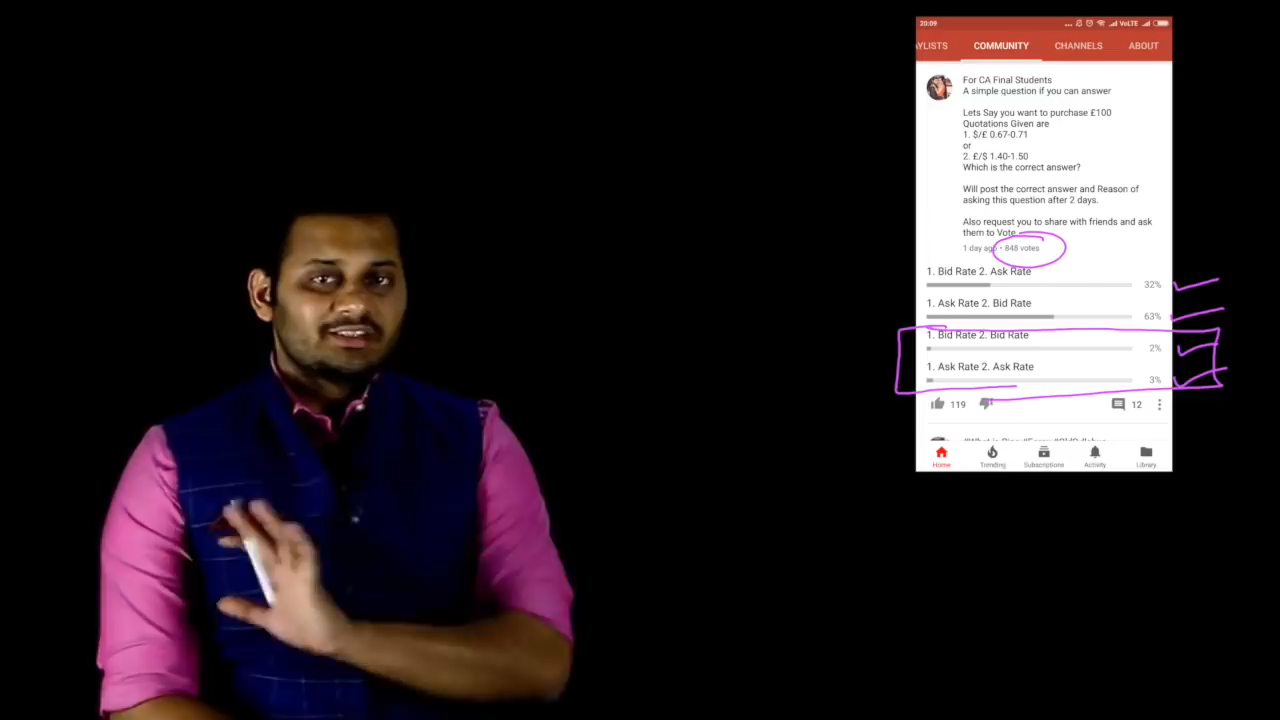 20:09
... VoLTE
AYLISTS COMMUNITY CHANNELS ABOUT
For CA Final Students
A simple question if you can answer
Lets Say you want to purchase £100
Quotations Given are
1. $/£ 0.67-0.71
or
2. £/$ 1.40-1.50
Which is the correct answer?
Will post the correct answer and Reason of
asking this question after 2 days.
Also request you to share with friends and ask
them to Vote
1 day ago • 848 votes
1. Bid Rate 2. Ask Rate
32%
1. Ask Rate 2. Bid Rate
63%
1. Bid Rate 2. Bid Rate
2%
1. Ask Rate 2. Ask Rate
3%
119 12
Home Trending Subscriptions Activity Library